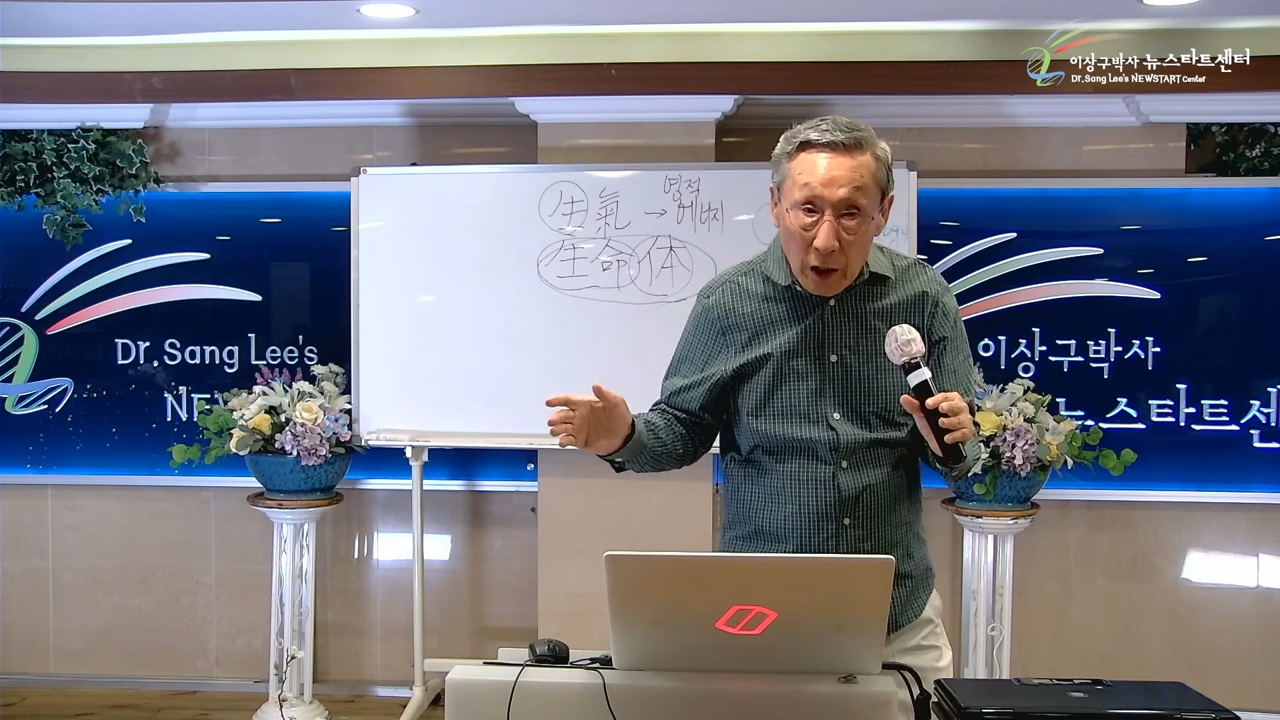 이상구박사 뉴스타트센터
Dr. Sang Lee's NEWSTART Center
生氣 → 영적
에너지
生命体
Dr. Sang Lee's
이상구박사
뉴스타트센